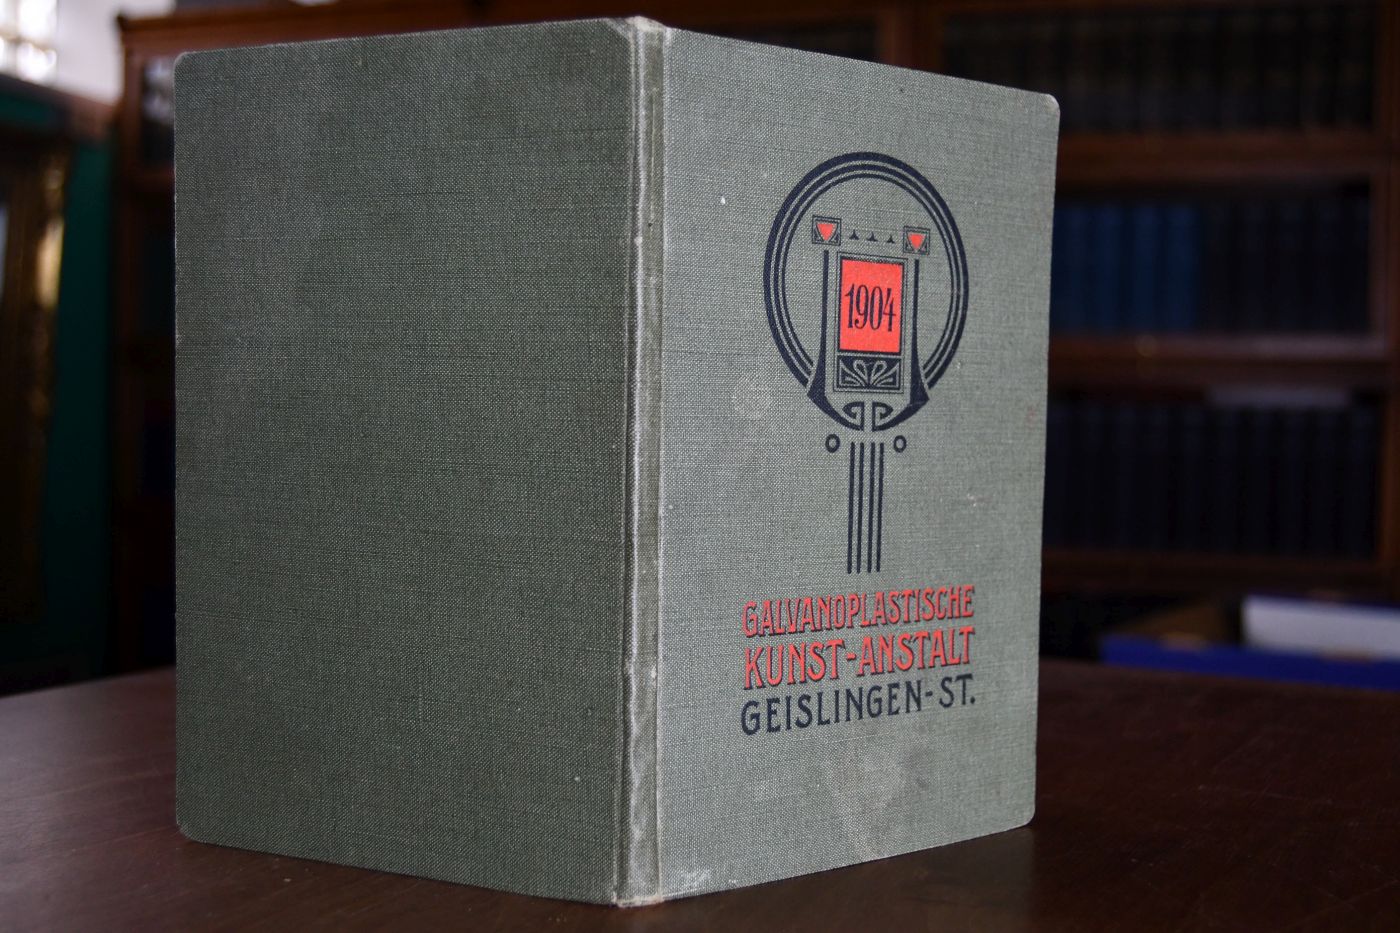 1904
GALVANOPLASTISCHE
KUNST-ANSTALT
GEISLINGEN-ST.